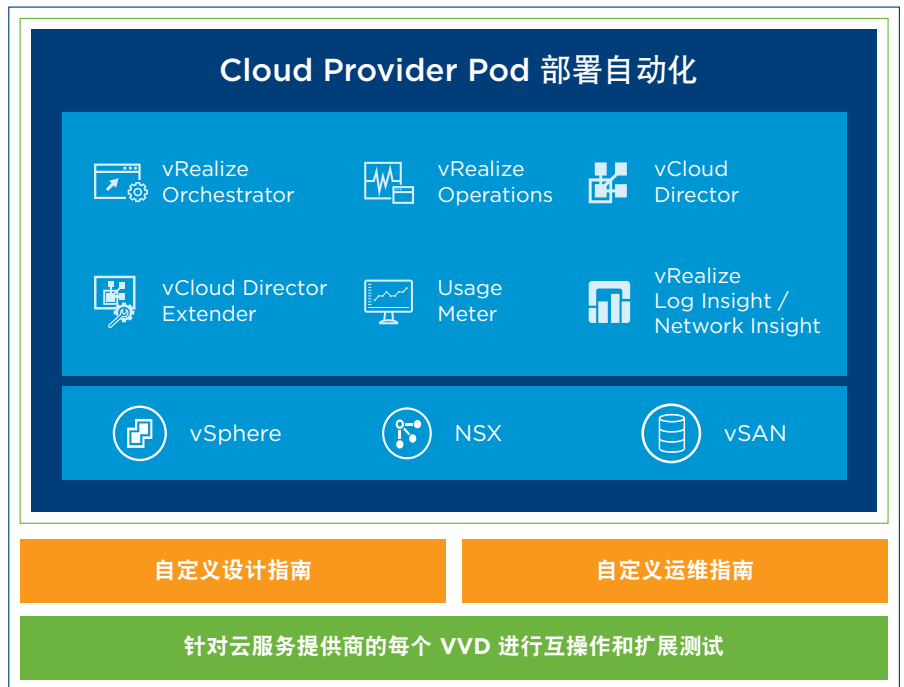 Cloud Provider Pod 部署自动化
vRealize
Orchestrator
vRealize
Operations
vCloud
Director
vCloud Director
Extender
Usage
Meter
vRealize
Log Insight /
Network Insight
vSphere
NSX
vSAN
自定义设计指南
自定义运维指南
针对云服务提供商的每个 VVD 进行互操作和扩展测试